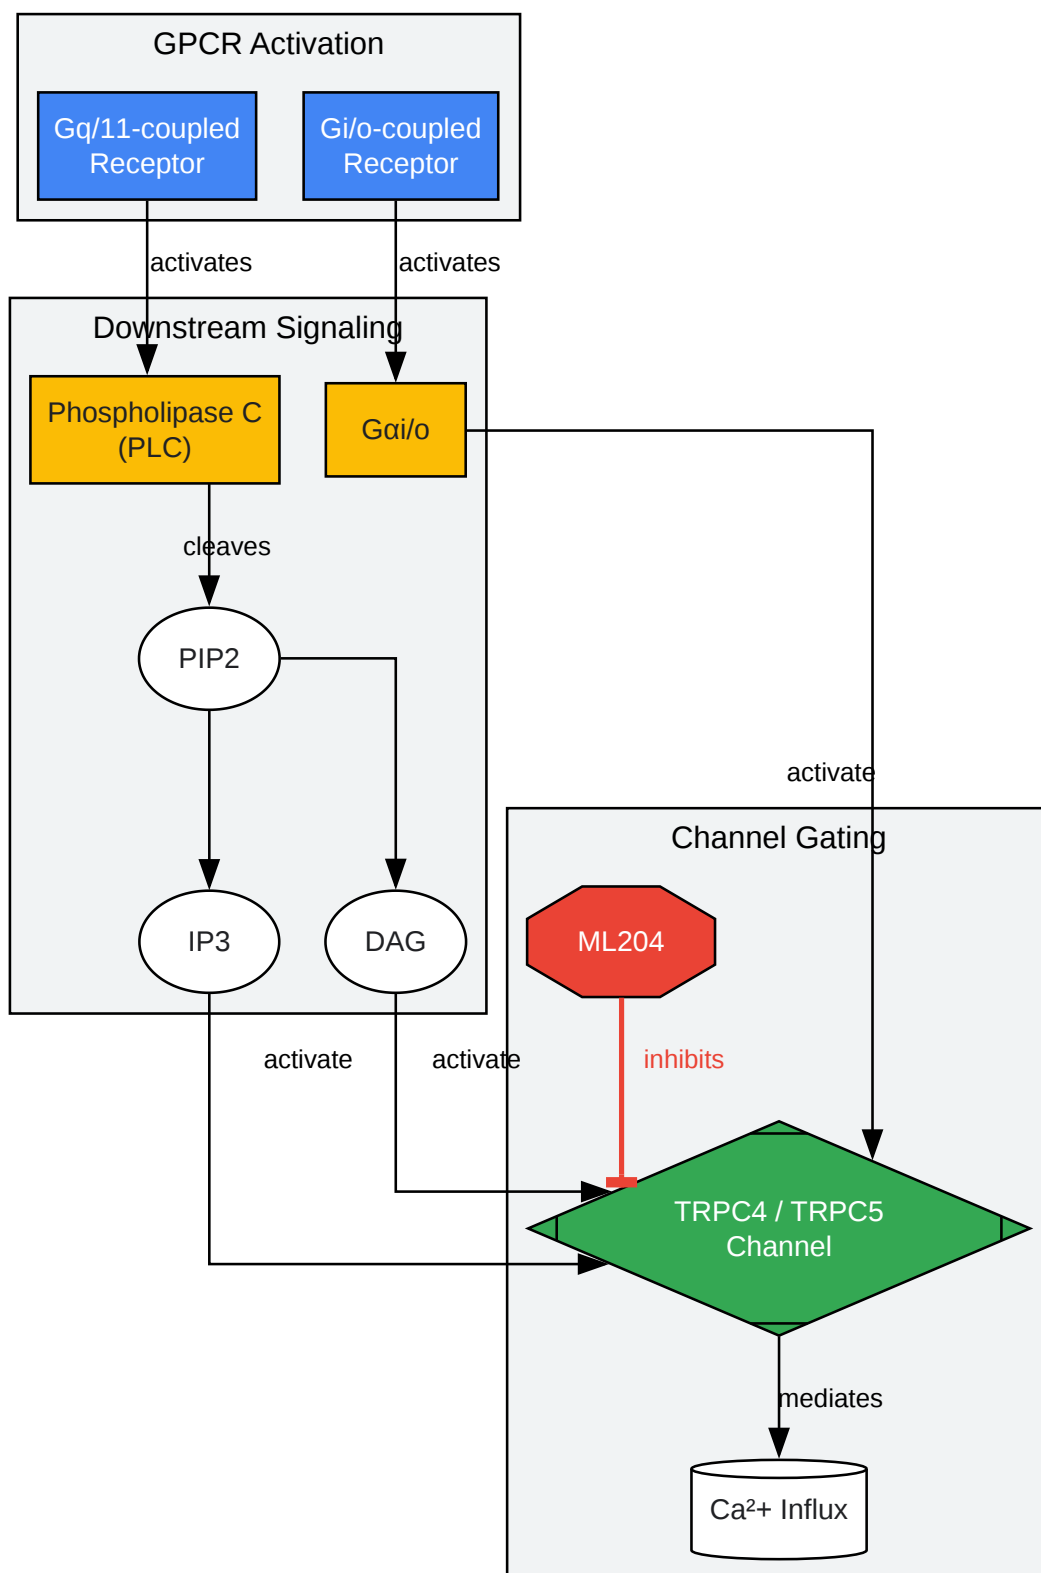 GPCR Activation
Gq/11-coupled
Receptor
Gi/o-coupled
Receptor
activates
activates
Downstream Signaling
Phospholipase C
(PLC)
Gαi/o
cleaves
PIP2
activate
Channel Gating
IP3
DAG
ML204
activate
activate
inhibits
TRPC4 / TRPC5
Channel
mediates
Ca²+ Influx